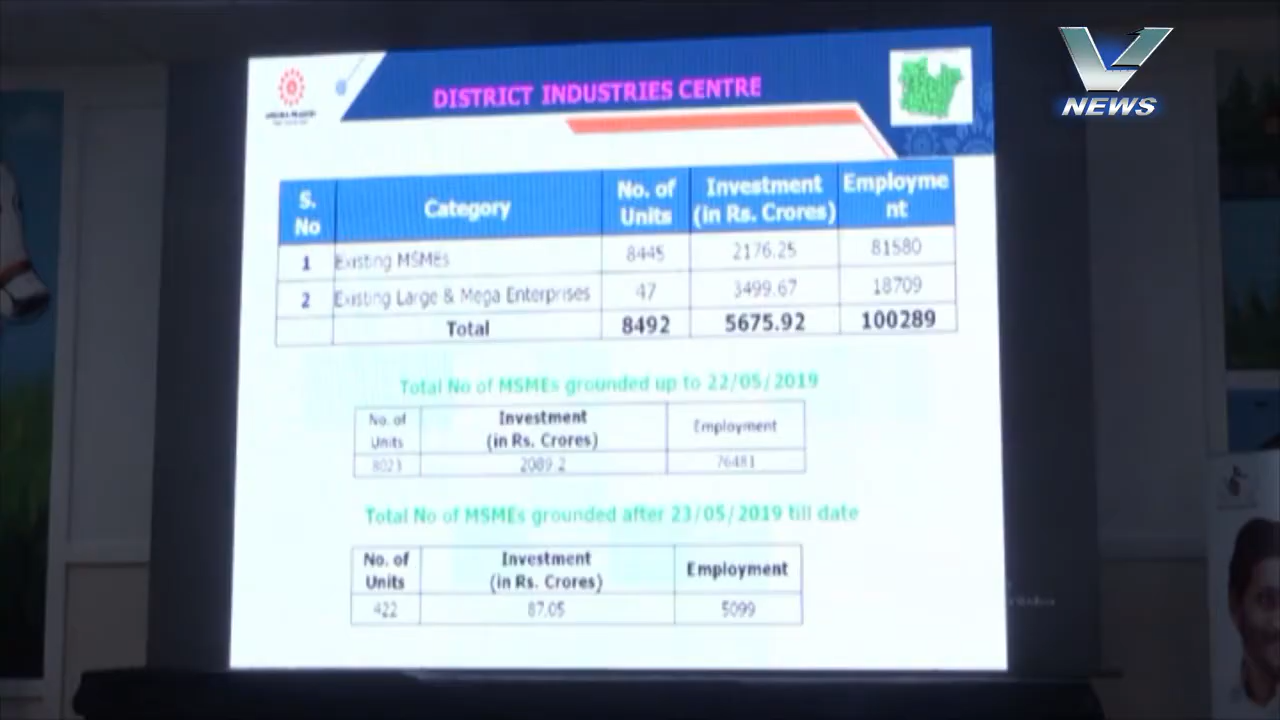 V1
NEWS
DISTRICT INDUSTRIES CENTRE
S. No Category No. of Units Investment (in Rs. Crores) Employment
1 Existing MSMEs 8445 2176.25 81580
2 Existing Large & Mega Enterprises 47 3499.67 18709
Total 8492 5675.92 100289
Total No of MSMEs grounded up to 22/05/2019
No. of Units Investment (in Rs. Crores) Employment
8023 2089.2 76481
Total No of MSMEs grounded after 23/05/2019 till date
No. of Units Investment (in Rs. Crores) Employment
422 87.05 5099